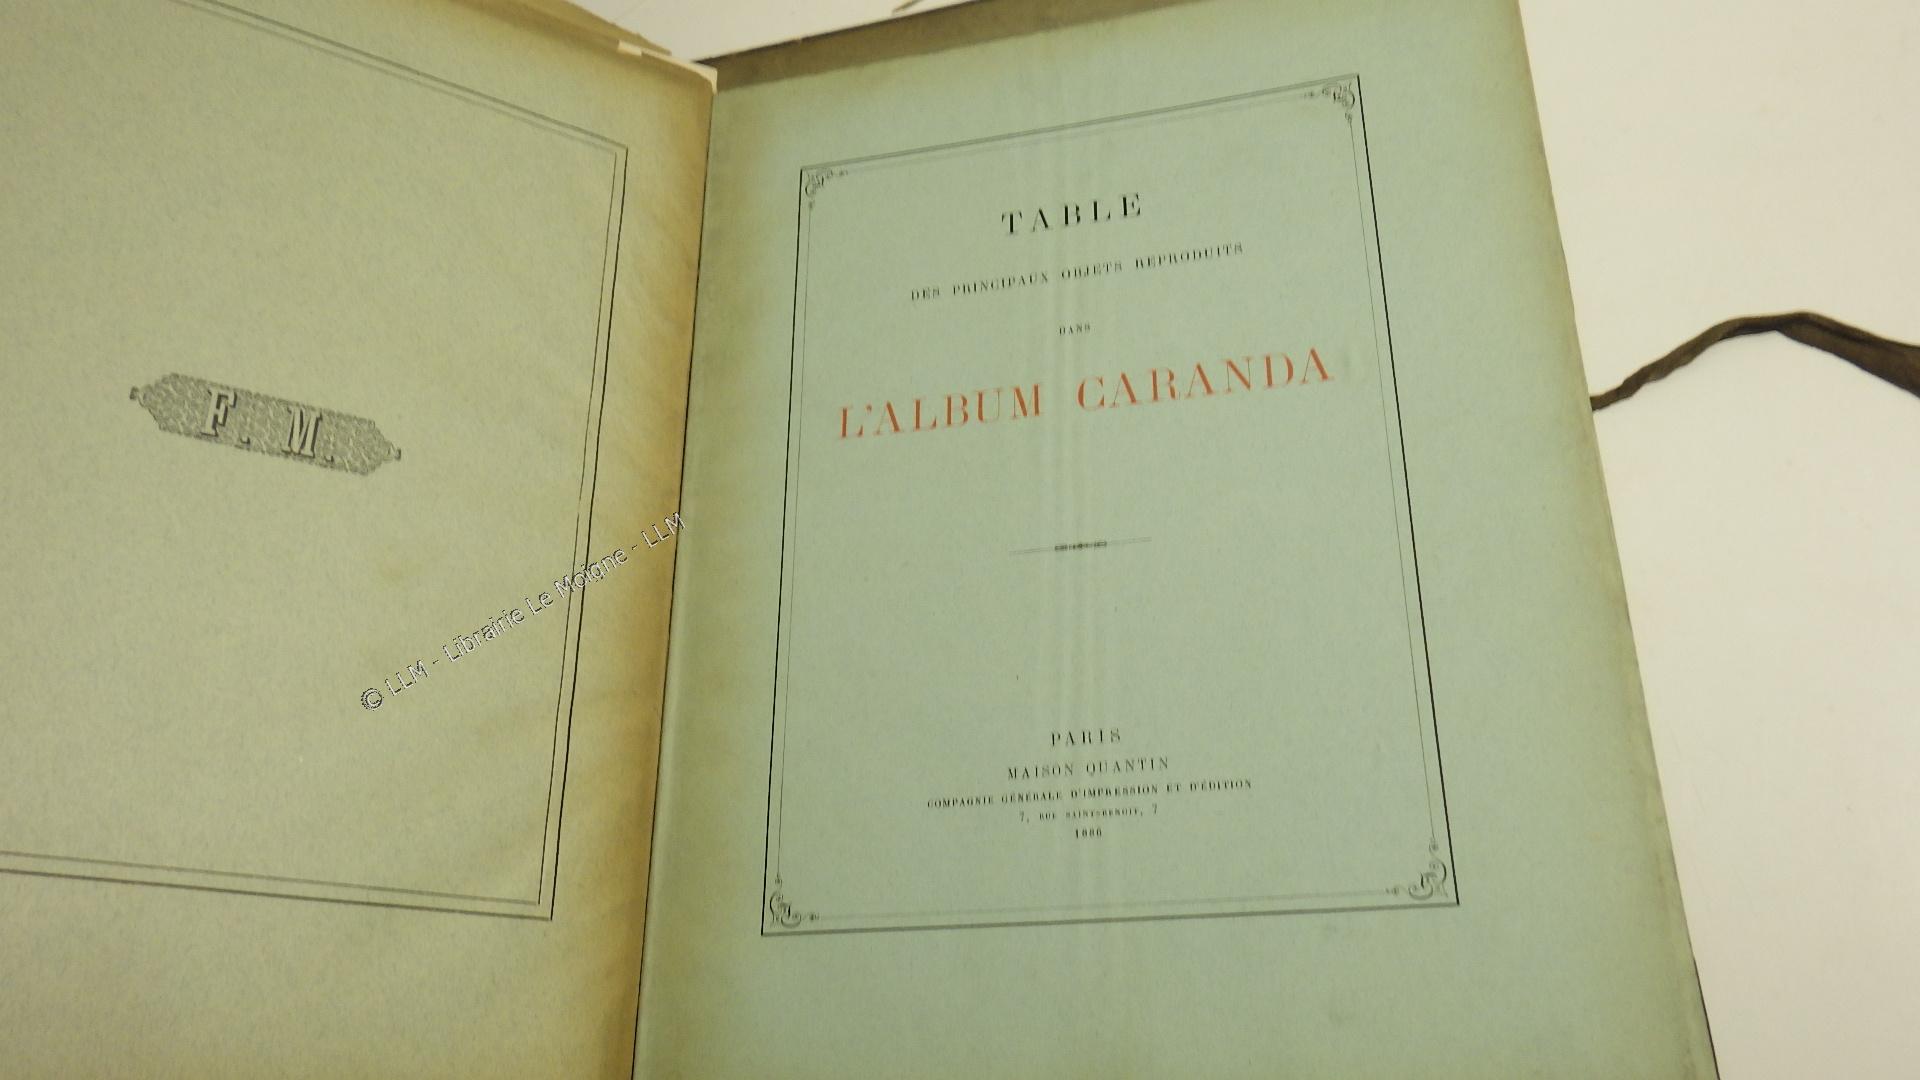 F. M.
© LLM - Librairie Le Moigne - LLM
TABLE
DES PRINCIPAUX OBJETS REPRODUITS
DANS
L'ALBUM CARANDA
PARIS
MAISON QUANTIN
COMPAGNIE GÉNÉRALE D'IMPRESSION ET D'ÉDITION
7, RUE SAINT-BENOIT, 7